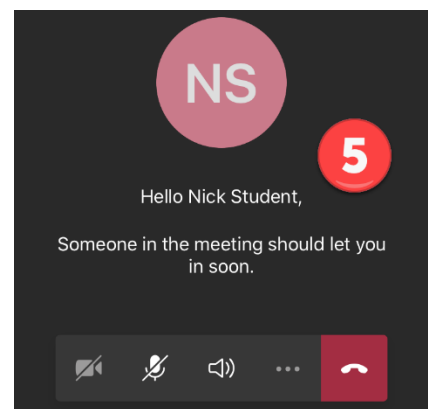 NS
5
Hello Nick Student,
Someone in the meeting should let you
in soon.